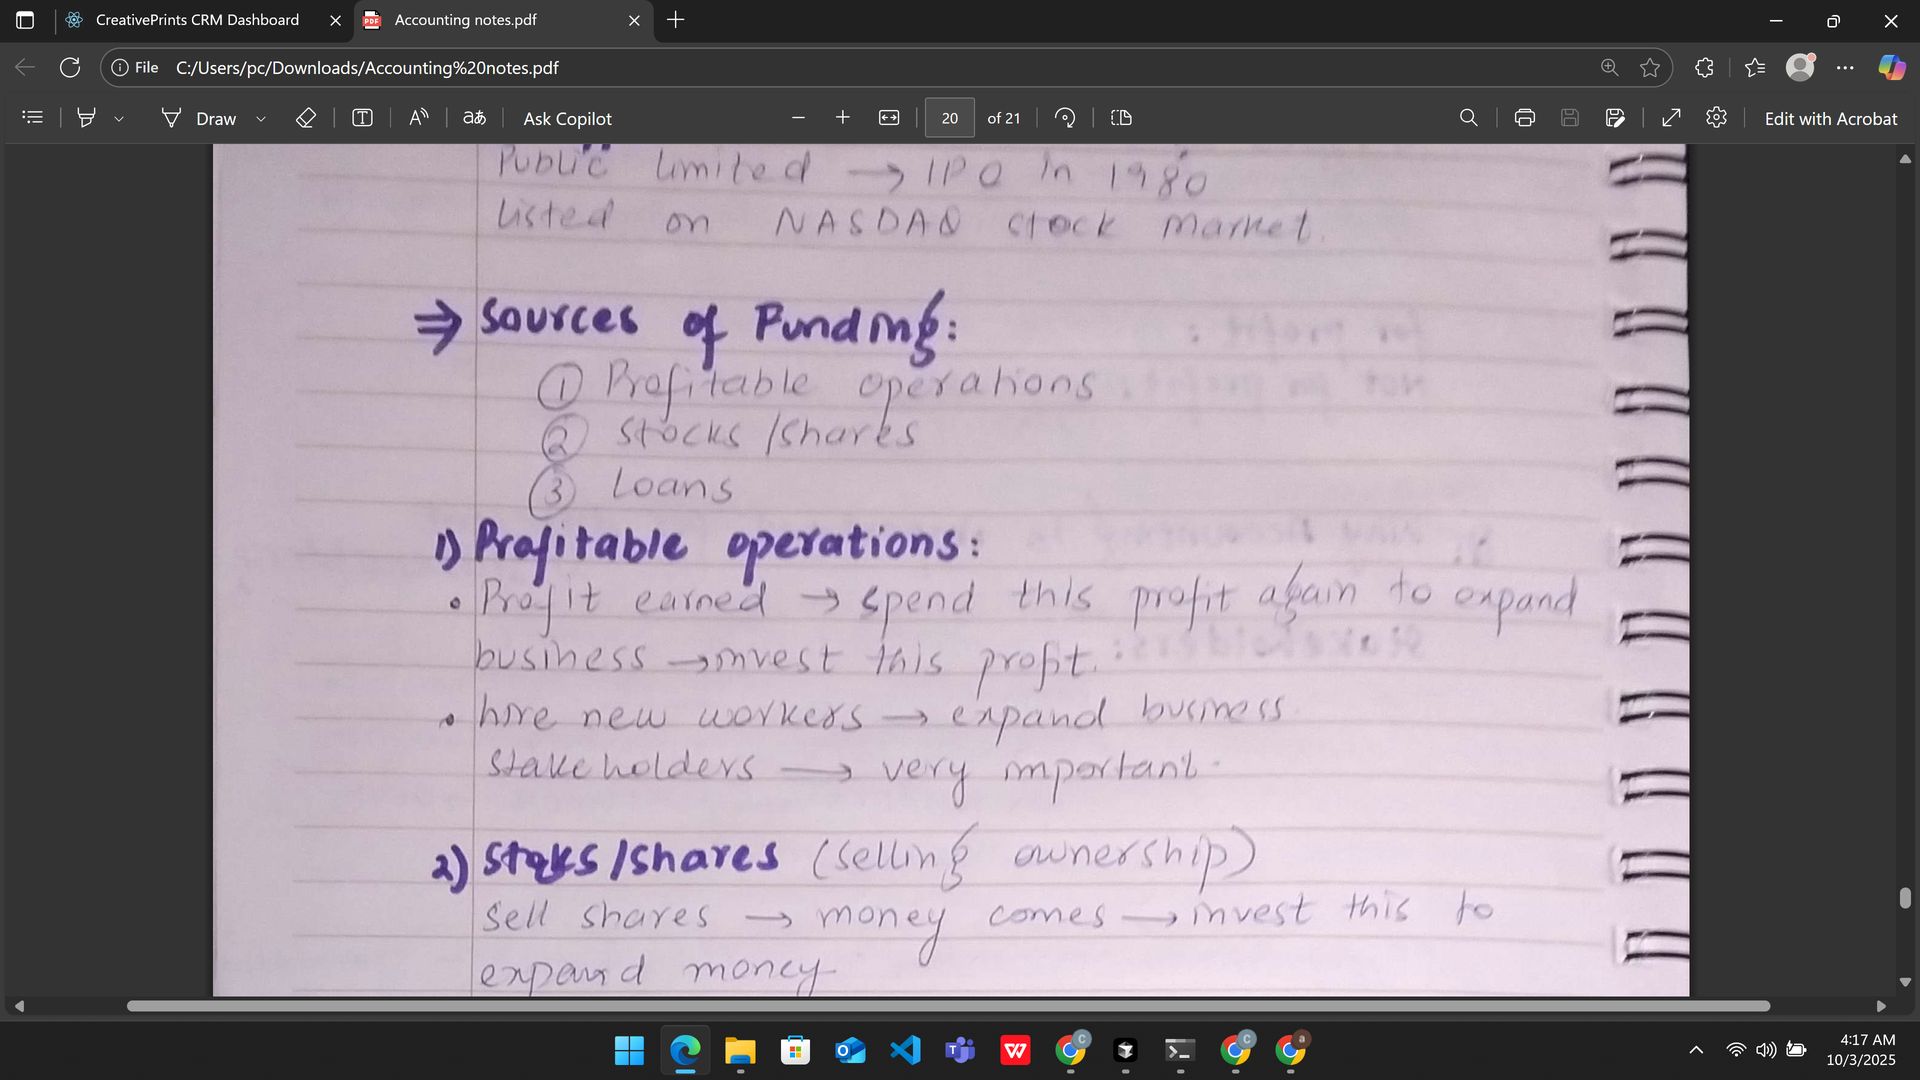 CreativePrints CRM Dashboard
Accounting notes.pdf
File C:/Users/pc/Downloads/Accounting%20notes.pdf
Draw
Ask Copilot
20 of 21
Edit with Acrobat
Public limited → IPO in 1980
listed on NASDAQ stock market.
⇒ Sources of Funding:
① Profitable operations
② stocks /shares
③ Loans
1) Profitable operations:
• Profit earned → spend this profit again to expand
business → invest this profit.
• hire new workers → expand business.
stakeholders → very important.
2) Stoks /shares (selling ownership)
sell shares → money comes → invest this to
expand money
4:17 AM
10/3/2025